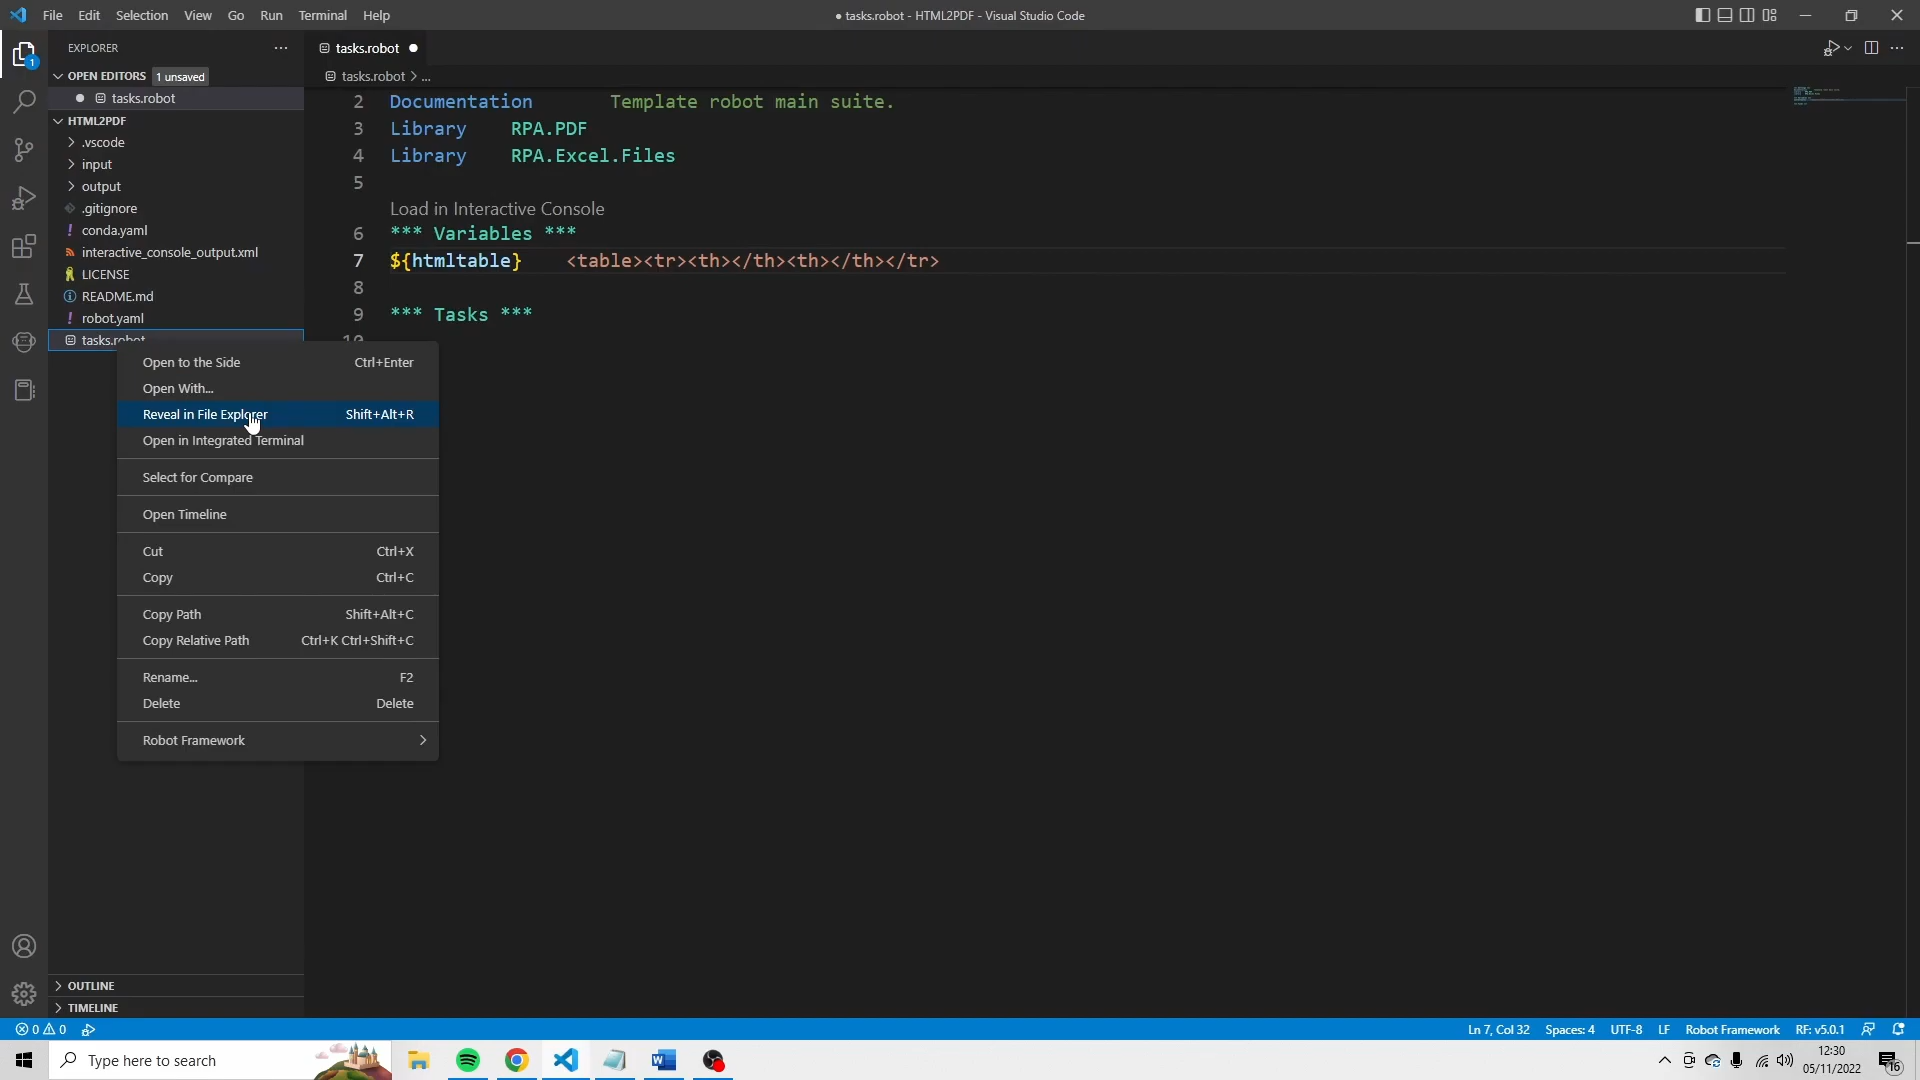 File Edit Selection View Go Run Terminal Help
● tasks.robot - HTML2PDF - Visual Studio Code
EXPLORER
1
OPEN EDITORS 1 unsaved
tasks.robot
HTML2PDF
.vscode
input
output
.gitignore
! conda.yaml
interactive_console_output.xml
LICENSE
README.md
! robot.yaml
tasks.robot
Open to the Side Ctrl+Enter
Open With...
Reveal in File Explorer Shift+Alt+R
Open in Integrated Terminal
Select for Compare
Open Timeline
Cut Ctrl+X
Copy Ctrl+C
Copy Path Shift+Alt+C
Copy Relative Path Ctrl+K Ctrl+Shift+C
Rename... F2
Delete Delete
Robot Framework
OUTLINE
TIMELINE
tasks.robot ●
tasks.robot > ...
2 Documentation Template robot main suite.
3 Library RPA.PDF
4 Library RPA.Excel.Files
5
Load in Interactive Console
6 *** Variables ***
7 ${htmltable} <table><tr><th></th><th></th></tr>
8
9 *** Tasks ***
10
0 0
Ln 7, Col 32 Spaces: 4 UTF-8 LF Robot Framework RF: v5.0.1
Type here to search
12:30
05/11/2022
16